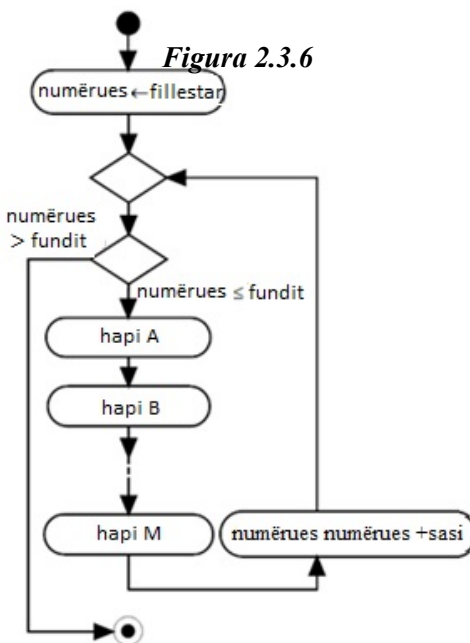 Figura 2.3.6
numërues ←fillestar
numërues
> fundit
numërues ≤ fundit
hapi A
hapi B
hapi M
numërues numërues +sasi